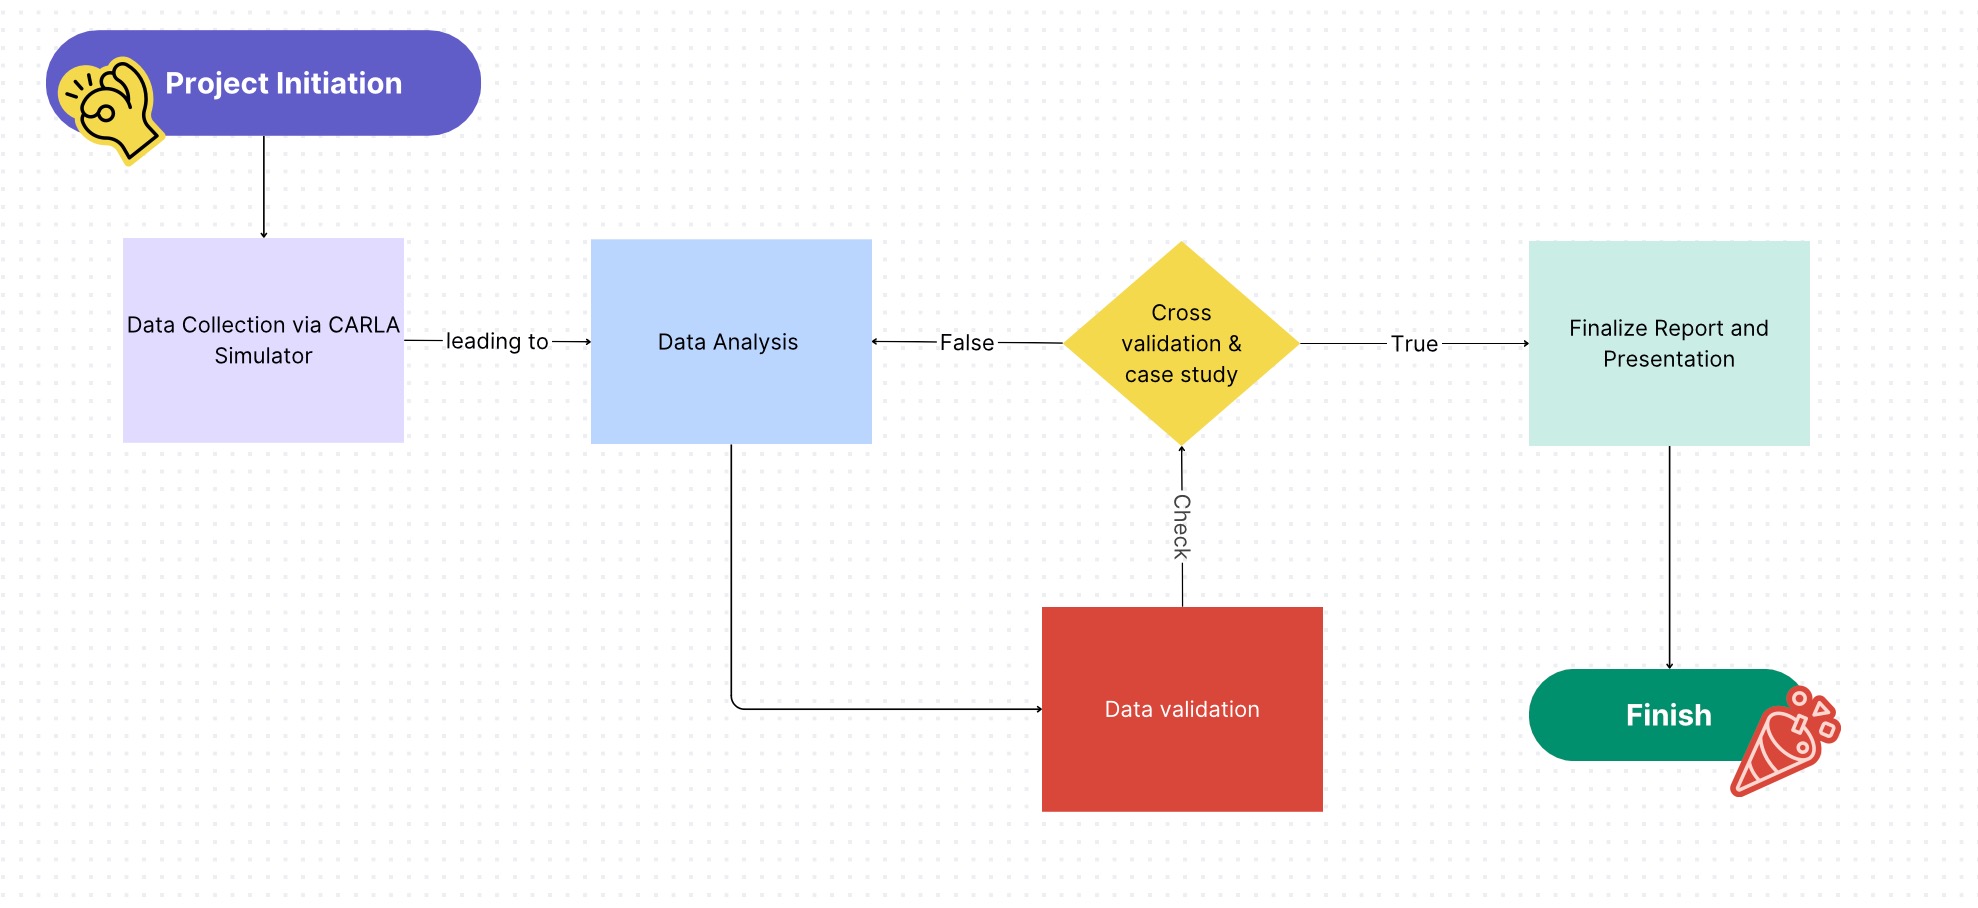 Project Initiation
Data Collection via CARLA
Simulator
leading to
Data Analysis
False
Cross
validation &
case study
True
Finalize Report and
Presentation
Check
Data validation
Finish